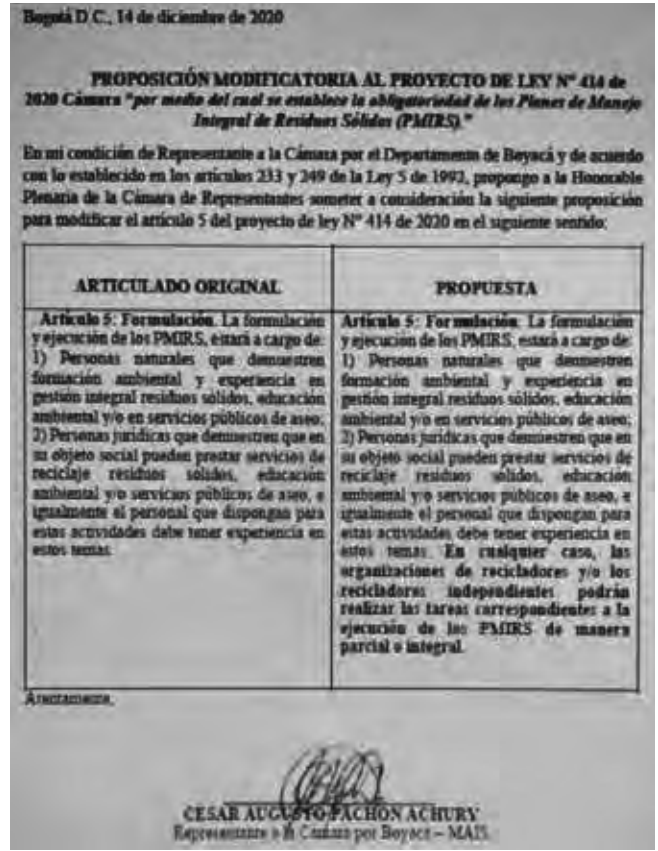 Bogotá D.C., 14 de diciembre de 2020
PROPOSICIÓN MODIFICATORIA AL PROYECTO DE LEY Nº 414 de
2020 Cámara "por medio del cual se establece la obligatoriedad de los Planes de Manejo
Integral de Residuos Sólidos (PMIRS)."
En mi condición de Representante a la Cámara por el Departamento de Boyacá y de acuerdo
con lo establecido en los artículos 233 y 249 de la Ley 5 de 1992, propongo a la Honorable
Plenaria de la Cámara de Representantes someter a consideración la siguiente proposición
para modificar el artículo 5 del proyecto de ley Nº 414 de 2020 en el siguiente sentido:
ARTICULADO ORIGINAL
Artículo 5: Formulación. La formulación
y ejecución de los PMIRS, estará a cargo de:
1) Personas naturales que demuestren
formación ambiental y experiencia en
gestión integral residuos sólidos, educación
ambiental y/o en servicios públicos de aseo;
2) Personas jurídicas que demuestren que en
su objeto social pueden prestar servicios de
reciclaje residuos sólidos, educación
ambiental y/o servicios públicos de aseo, e
igualmente el personal que dispongan para
estas actividades debe tener experiencia en
estos temas.
PROPUESTA
Artículo 5: Formulación. La formulación
y ejecución de los PMIRS, estará a cargo de:
1) Personas naturales que demuestren
formación ambiental y experiencia en
gestión integral residuos sólidos, educación
ambiental y/o en servicios públicos de aseo;
2) Personas jurídicas que demuestren que en
su objeto social pueden prestar servicios de
reciclaje residuos sólidos, educación
ambiental y/o servicios públicos de aseo, e
igualmente el personal que dispongan para
estas actividades debe tener experiencia en
estos temas. En cualquier caso, las
organizaciones de recicladores y/o los
recicladores independientes podrán
realizar las tareas correspondientes a la
ejecución de los PMIRS de manera
parcial o integral.
Atentamente,
CESAR AUGUSTO PACHON ACHURY
Representante a la Cámara por Boyacá – MAIS